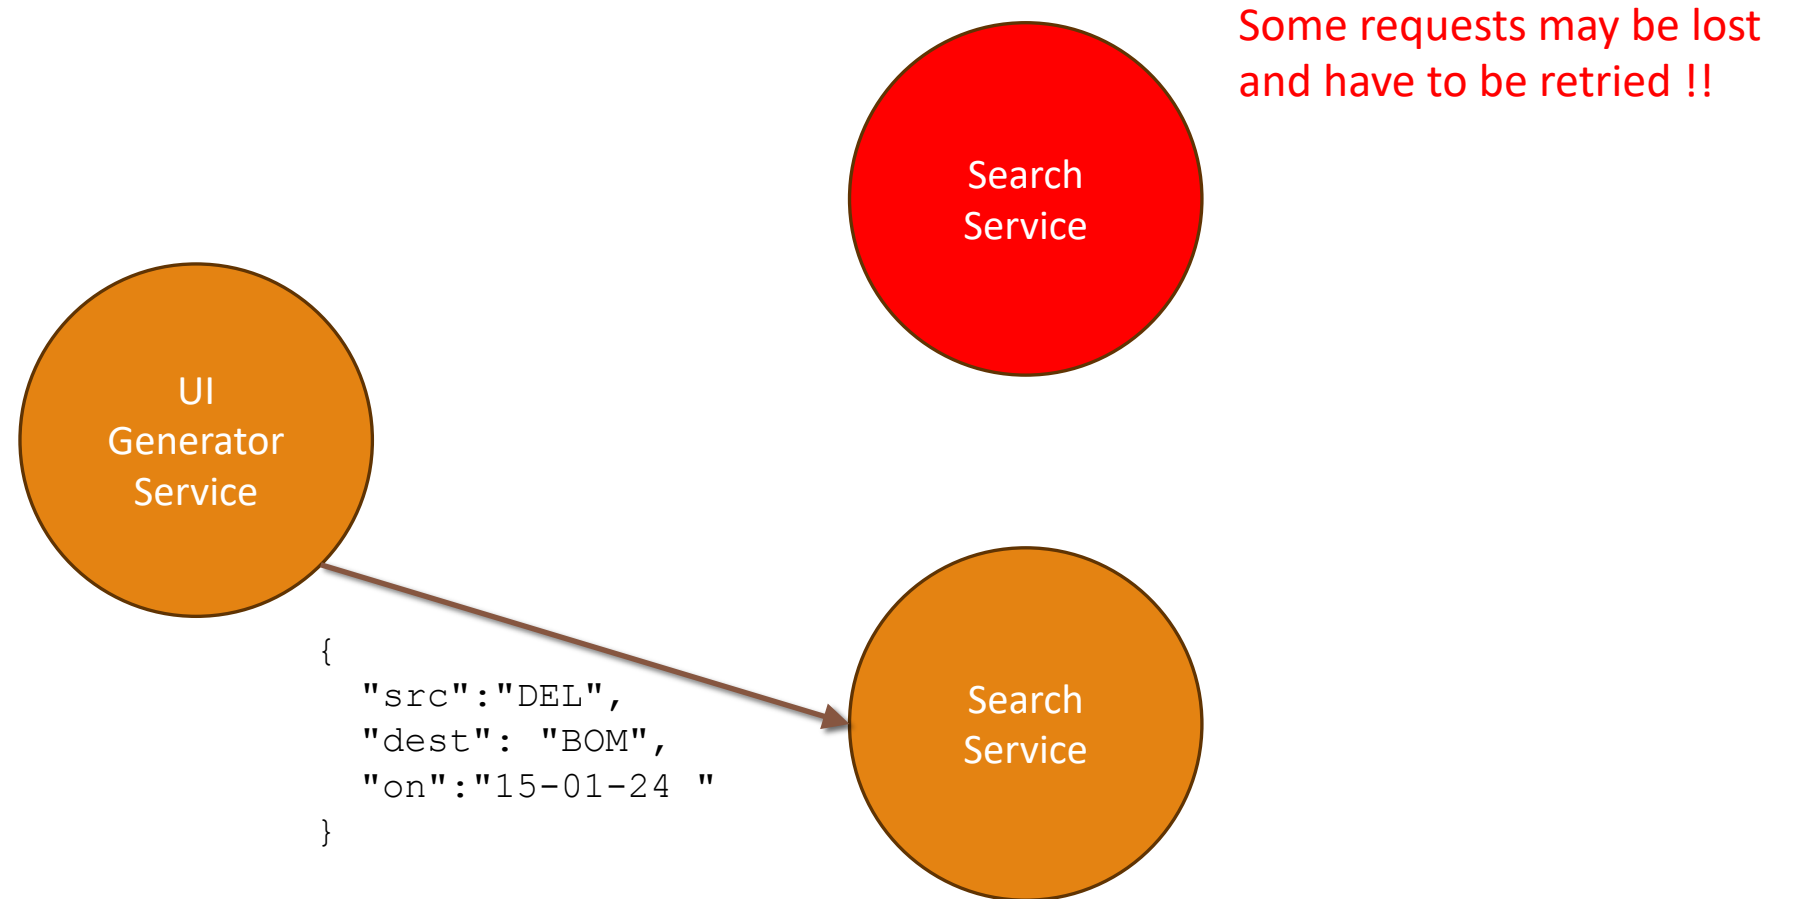 Some requests may be lost
and have to be retried !!
Search
Service
UI
Generator
Service
{
"src":"DEL",
"dest": "BOM",
"on":"15-01-24 "
}
Search
Service